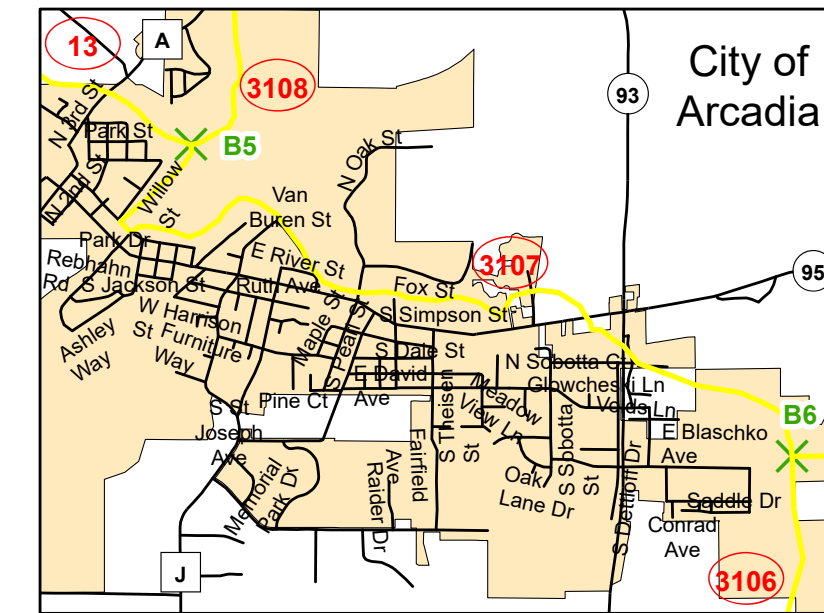 City of
Arcadia
13
A
3108
93
N 3rd St
Park St
B5
N Oak St
N 2nd St
Willow
St
Van
Buren St
Park Dr
E River St
3107
95
Rebhahn
Rd
S Jackson St
Ruth Ave
Fox St
S Simpson St
W Harrison
St
Furniture
Way
Ashley
Way
Maple St
S Pearl St
S Dale St
N Sobotta Ct
E David
Ave
Glowcheski Ln
Meadow
View Ln
Volds Ln
Pine Ct
B6
S St
Joseph
Ave
S Theisen
St
S Sobotta
St
E Blaschko
Ave
Fairfield
Ave
Memorial
Park Dr
Raider Dr
Oak
Lane Dr
S Dettloff Dr
Saddle Dr
Conrad
Ave
J
3106